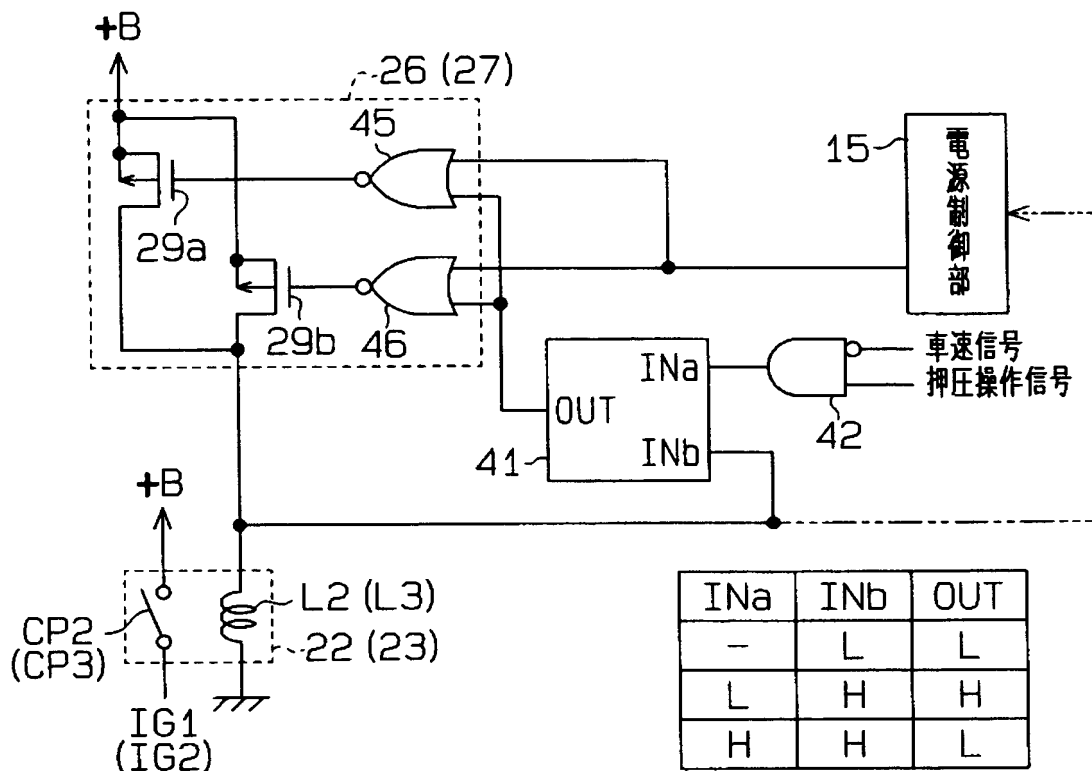 +B
26 (27)
45
15
電源制御部
29a
29b
46
車速信号
押圧操作信号
INa
OUT
42
41
INb
+B
L2 (L3)
CP2
(CP3)
22 (23)
IG1
(IG2)
INa INb OUT
- L L
L H H
H H L